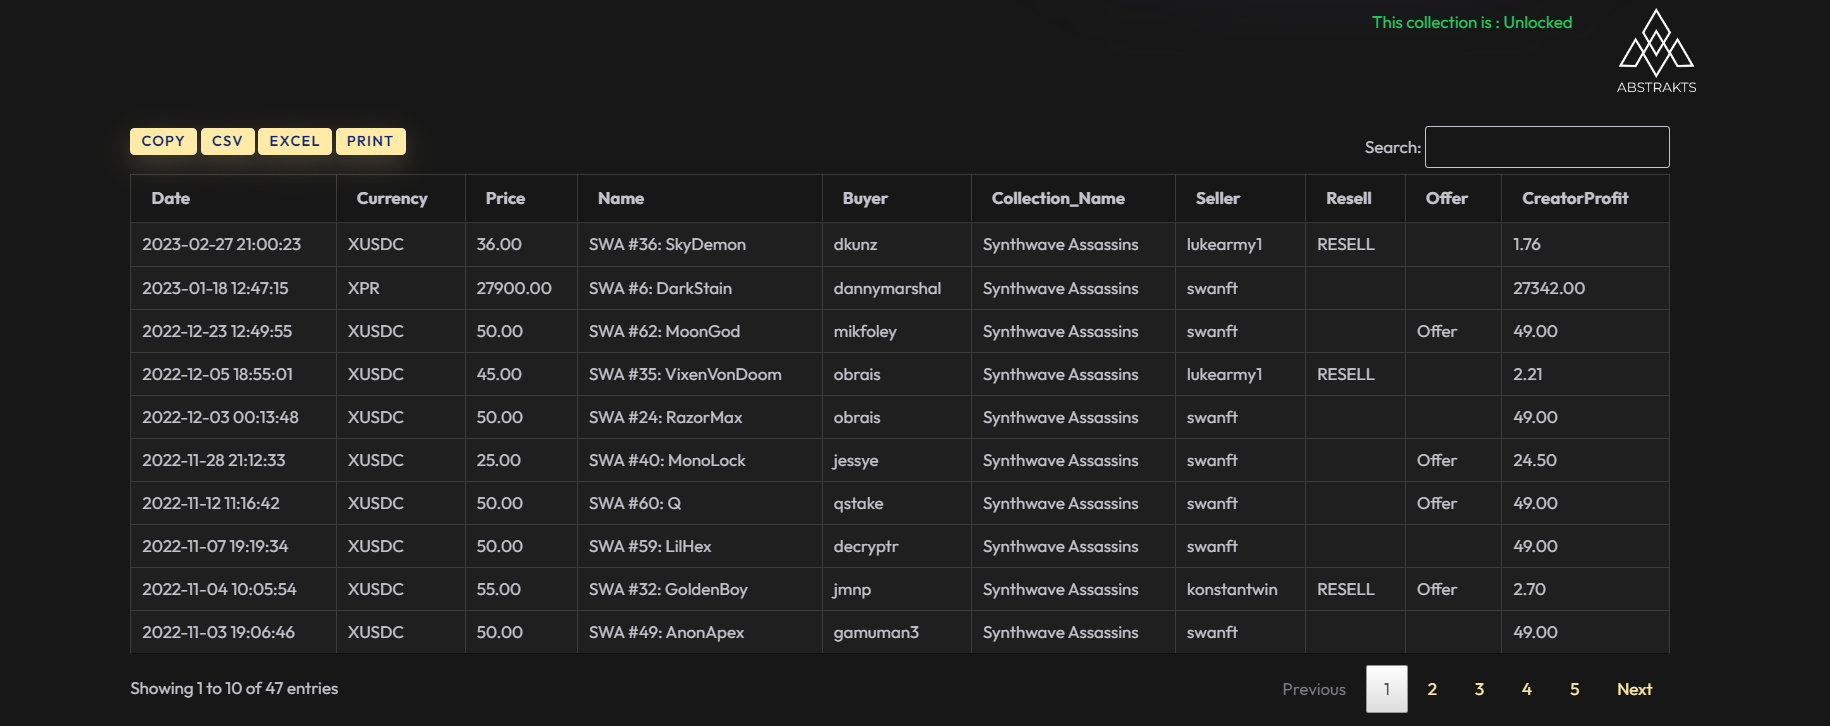 This collection is : Unlocked
ABSTRAKTS
COPY CSV EXCEL PRINT
Search:
Date Currency Price Name Buyer Collection_Name Seller Resell Offer CreatorProfit
2023-02-27 21:00:23 XUSDC 36.00 SWA #36: SkyDemon dkunz Synthwave Assassins lukearmy1 RESELL 1.76
2023-01-18 12:47:15 XPR 27900.00 SWA #6: DarkStain dannymarshal Synthwave Assassins swanft 27342.00
2022-12-23 12:49:55 XUSDC 50.00 SWA #62: MoonGod mikfoley Synthwave Assassins swanft Offer 49.00
2022-12-05 18:55:01 XUSDC 45.00 SWA #35: VixenVonDoom obrais Synthwave Assassins lukearmy1 RESELL 2.21
2022-12-03 00:13:48 XUSDC 50.00 SWA #24: RazorMax obrais Synthwave Assassins swanft 49.00
2022-11-28 21:12:33 XUSDC 25.00 SWA #40: MonoLock jessye Synthwave Assassins swanft Offer 24.50
2022-11-12 11:16:42 XUSDC 50.00 SWA #60: Q qstake Synthwave Assassins swanft Offer 49.00
2022-11-07 19:19:34 XUSDC 50.00 SWA #59: LilHex decryptr Synthwave Assassins swanft 49.00
2022-11-04 10:05:54 XUSDC 55.00 SWA #32: GoldenBoy jmnp Synthwave Assassins konstantwin RESELL Offer 2.70
2022-11-03 19:06:46 XUSDC 50.00 SWA #49: AnonApex gamuman3 Synthwave Assassins swanft 49.00
Showing 1 to 10 of 47 entries
Previous 1 2 3 4 5 Next